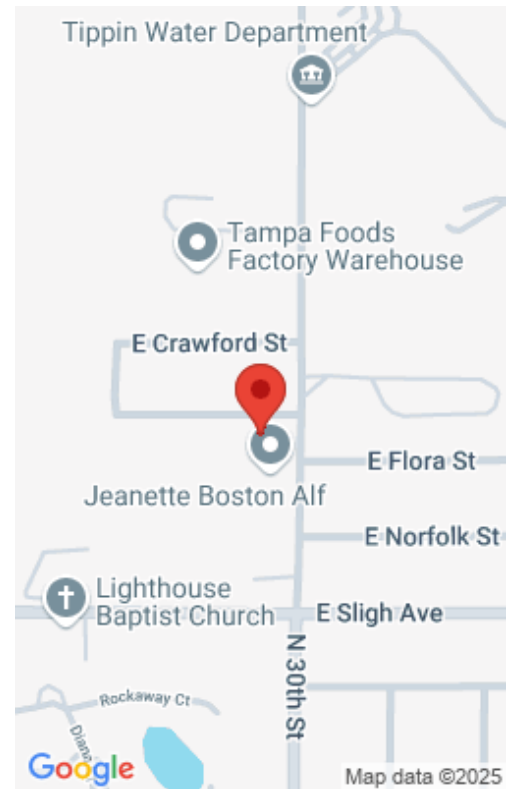 Tippin Water Department
Tampa Foods
Factory Warehouse
E Crawford St
E Flora St
Jeanette Boston Alf
E Norfolk St
Lighthouse
Baptist Church
E Sligh Ave
N 30th St
Rockaway Ct
Google
Map data ©2025